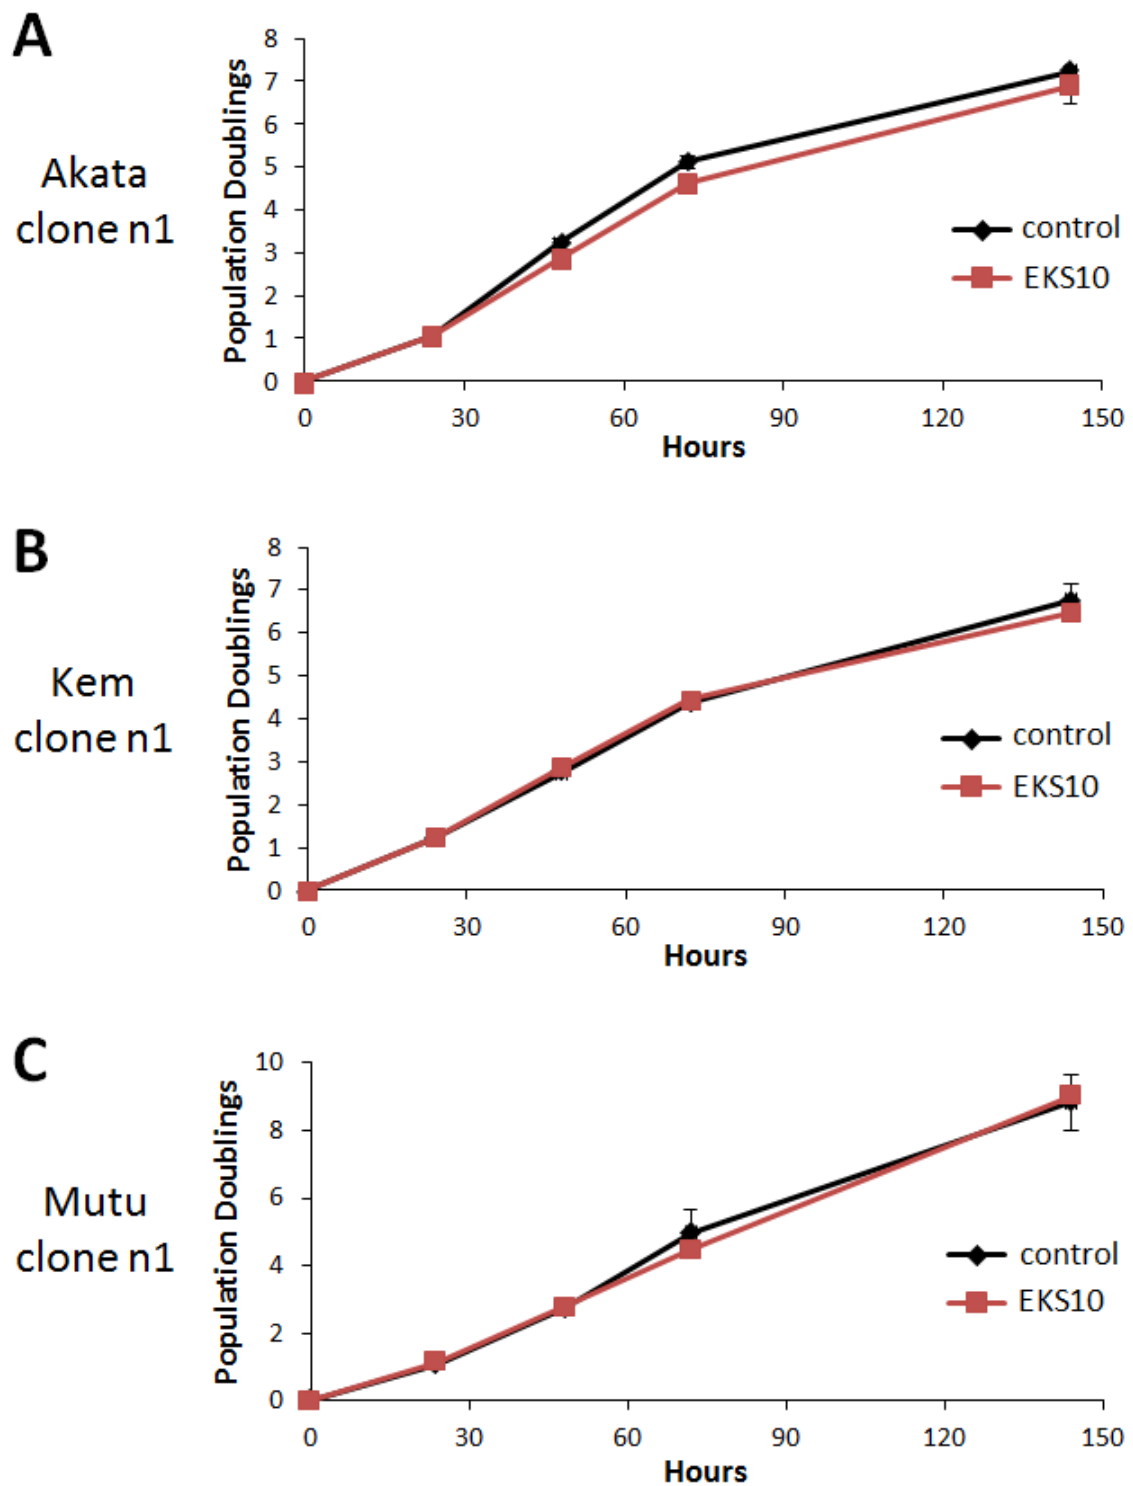 A
Akata
clone n1
Population Doublings
8
7
6
5
4
3
2
1
0
control
EKS10
0 30 60 90 120 150
Hours
B
Kem
clone n1
Population Doublings
8
7
6
5
4
3
2
1
0
control
EKS10
0 30 60 90 120 150
Hours
C
Mutu
clone n1
Population Doublings
10
8
6
4
2
0
control
EKS10
0 30 60 90 120 150
Hours